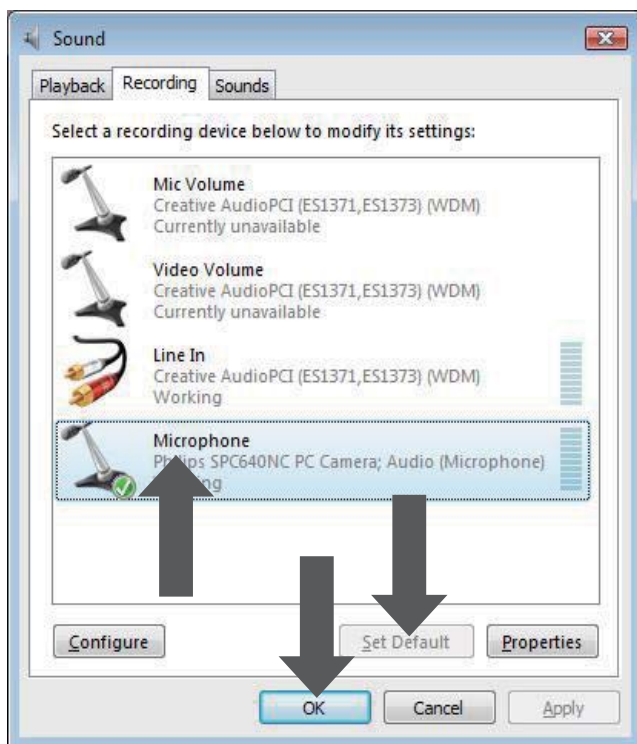 Sound
Playback Recording Sounds
Select a recording device below to modify its settings:
Mic Volume
Creative AudioPCI (ES1371,ES1373) (WDM)
Currently unavailable
Video Volume
Creative AudioPCI (ES1371,ES1373) (WDM)
Currently unavailable
Line In
Creative AudioPCI (ES1371,ES1373) (WDM)
Working
Microphone
SPC640NC PC Camera; Audio (Microphone)
Configure Set Default Properties
OK Cancel Apply